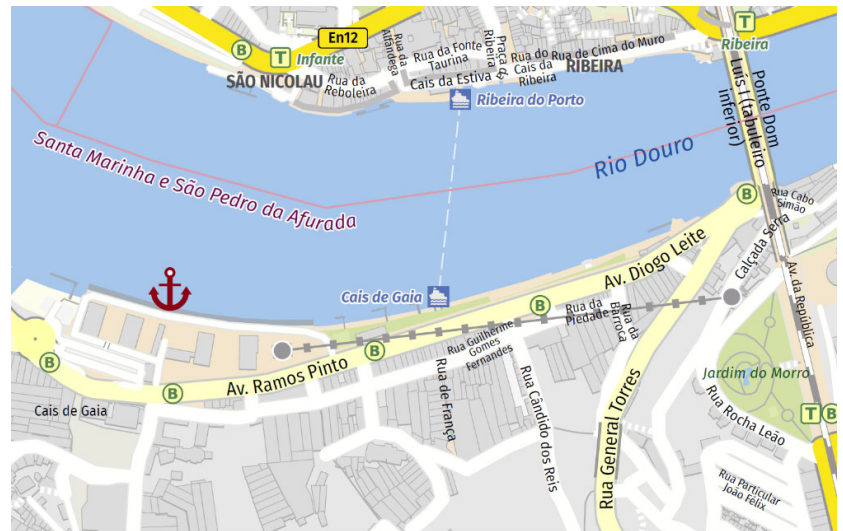 En12
B
T
Infante
SÃO NICOLAU
Rua da
Reboleira
Rua da
Alfândega
Rua da Fonte
Taurina
Praça da
Ribeira
Cais da Estiva
Rua do
Cais da
Ribeira
Rua de Cima do Muro
RIBEIRA
T
Ribeira
Ribeira do Porto
Ponte Dom
Luís I (tabuleiro
inferior)
Rio Douro
Santa Marinha e São Pedro da Afurada
B
Rua Cabo
Simão
Calçada Serra
Av. da República
Av. Diogo Leite
Cais de Gaia
B
Rua da
Piedade
Rua da
Barroca
Rua Guilherme
Gomes
Fernandes
B
Av. Ramos Pinto
B
B
Cais de Gaia
Rua de França
Rua Cândido dos Reis
Rua General Torres
Jardim do Morro
Rua Rocha Leão
T
B
Rua Particular
João Félix